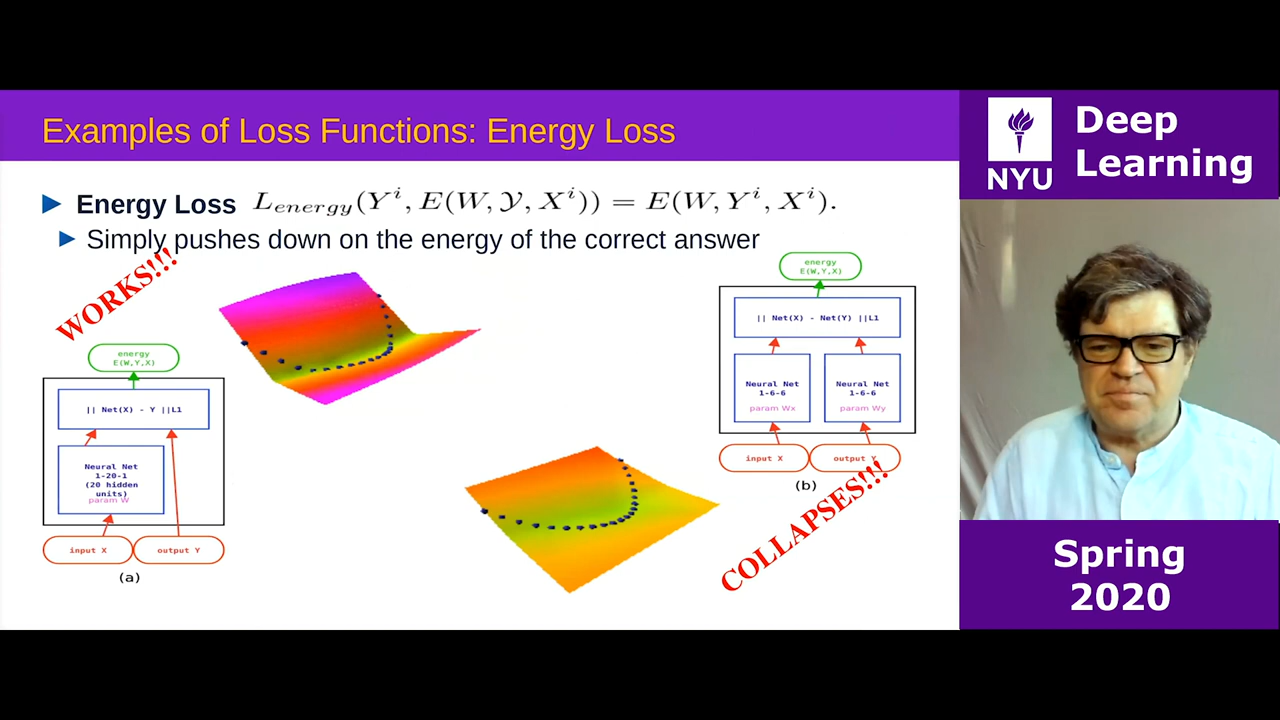 Examples of Loss Functions: Energy Loss
Energy Loss L_energy(Y^i, E(W, 𝒴, X^i)) = E(W, Y^i, X^i).
Simply pushes down on the energy of the correct answer
WORKS!!!
energy
E(W,Y,X)
|| Net(X) - Y ||L1
Neural Net
1-20-1
(20 hidden
units)
param W
input X
output Y
(a)
energy
E(W,Y,X)
|| Net(X) - Net(Y) ||L1
Neural Net
1-6-6
param Wx
Neural Net
1-6-6
param Wy
input X
output Y
(b)
COLLAPSES!!!
NYU
Deep
Learning
Spring
2020